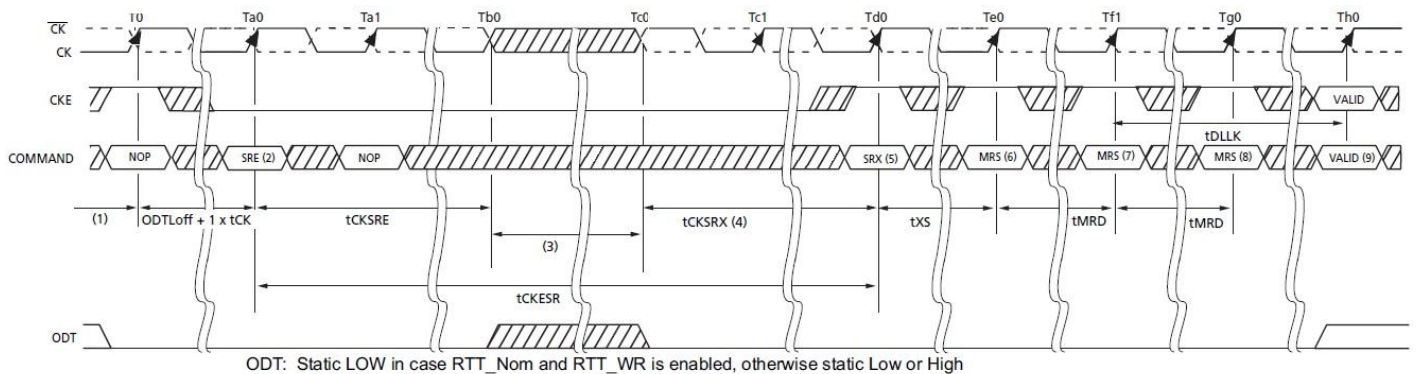 T0 Ta0 Ta1 Tb0 Tc0 Tc1 Td0 Te0 Tf1 Tg0 Th0
CK
CK
CKE VALID
tDLLK
COMMAND NOP SRE (2) NOP SRX (5) MRS (6) MRS (7) MRS (8) VALID (9)
(1) ODTLoff + 1 x tCK tCKSRE (3) tCKSRX (4) tXS tMRD tMRD
tCKESR
ODT
ODT: Static LOW in case RTT_Nom and RTT_WR is enabled, otherwise static Low or High